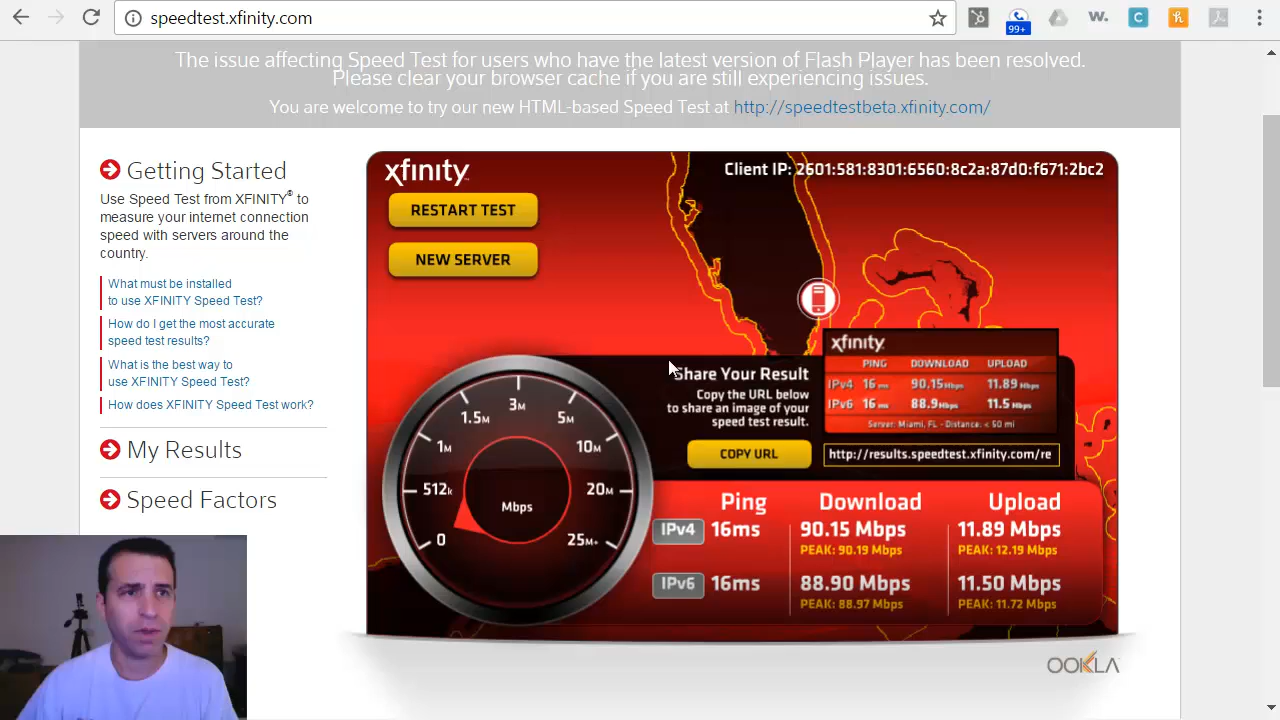 speedtest.xfinity.com
99+
The issue affecting Speed Test for users who have the latest version of Flash Player has been resolved.
Please clear your browser cache if you are still experiencing issues.
You are welcome to try our new HTML-based Speed Test at http://speedtestbeta.xfinity.com/
Getting Started
Use Speed Test from XFINITY® to
measure your internet connection
speed with servers around the
country.
What must be installed
to use XFINITY Speed Test?
How do I get the most accurate
speed test results?
What is the best way to
use XFINITY Speed Test?
How does XFINITY Speed Test work?
My Results
Speed Factors
xfinity
Client IP: 2601:581:8301:6560:8c2a:87d0:f671:2bc2
RESTART TEST
NEW SERVER
Share Your Result
Copy the URL below
to share an image of your
speed test result.
COPY URL
xfinity
PING DOWNLOAD UPLOAD
IPv4 16 ms 90.15Mbps 11.89 Mbps
IPv6 16 ms 88.9Mbps 11.5 Mbps
Server: Miami, FL - Distance: < 50 mi
http://results.speedtest.xfinity.com/re
0
512k
1M
1.5M
3M
5M
10M
20M
25M+
Mbps
Ping Download Upload
IPv4 16ms 90.15 Mbps 11.89 Mbps
PEAK: 90.19 Mbps PEAK: 12.19 Mbps
IPv6 16ms 88.90 Mbps 11.50 Mbps
PEAK: 88.97 Mbps PEAK: 11.72 Mbps
OOKLA